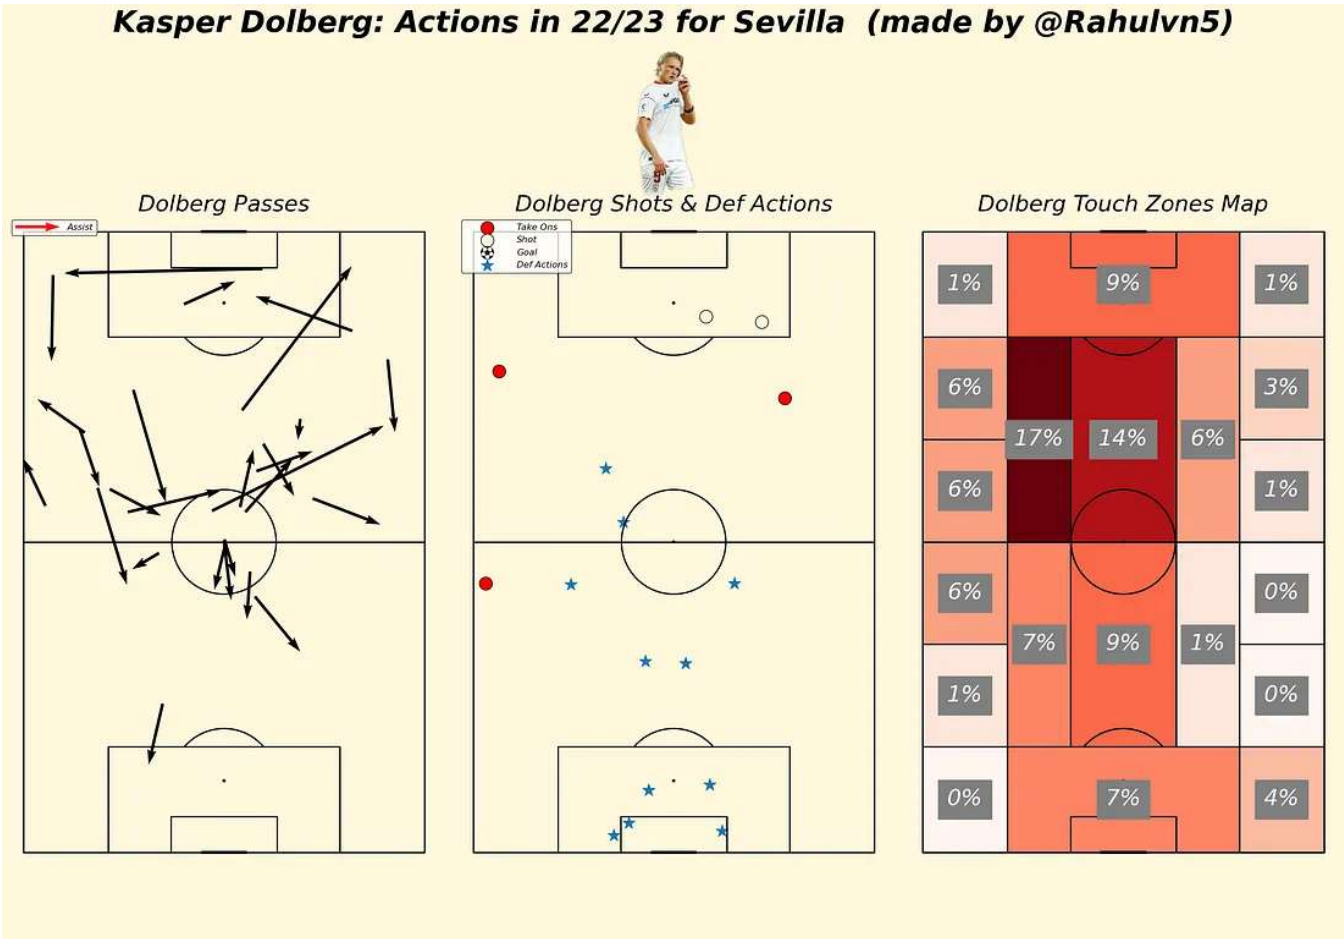 Kasper Dolberg: Actions in 22/23 for Sevilla (made by @Rahulvn5)
Dolberg Passes
Assist
Dolberg Shots & Def Actions
Take Ons
Shot
Goal
Def Actions
Dolberg Touch Zones Map
1%
9%
1%
6%
3%
17%
14%
6%
6%
1%
6%
0%
7%
9%
1%
1%
0%
0%
7%
4%